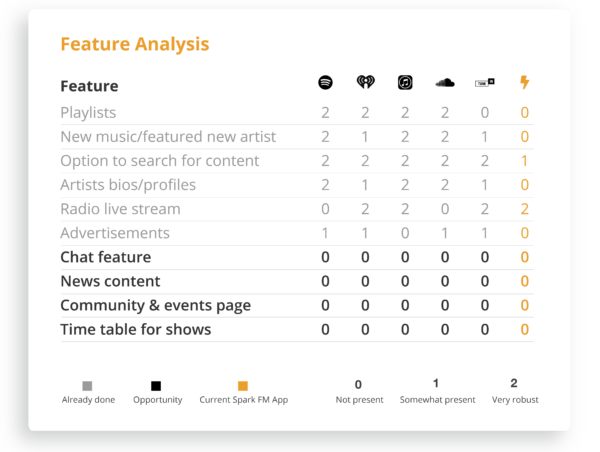 Feature Analysis
Feature
Playlists 2 2 2 2 0 0
New music/featured new artist 2 1 2 2 1 0
Option to search for content 2 2 2 2 2 1
Artists bios/profiles 2 1 2 2 1 0
Radio live stream 0 2 2 0 2 2
Advertisements 1 1 0 1 1 0
Chat feature 0 0 0 0 0 0
News content 0 0 0 0 0 0
Community & events page 0 0 0 0 0 0
Time table for shows 0 0 0 0 0 0
0 1 2
Already done Opportunity Current Spark FM App Not present Somewhat present Very robust